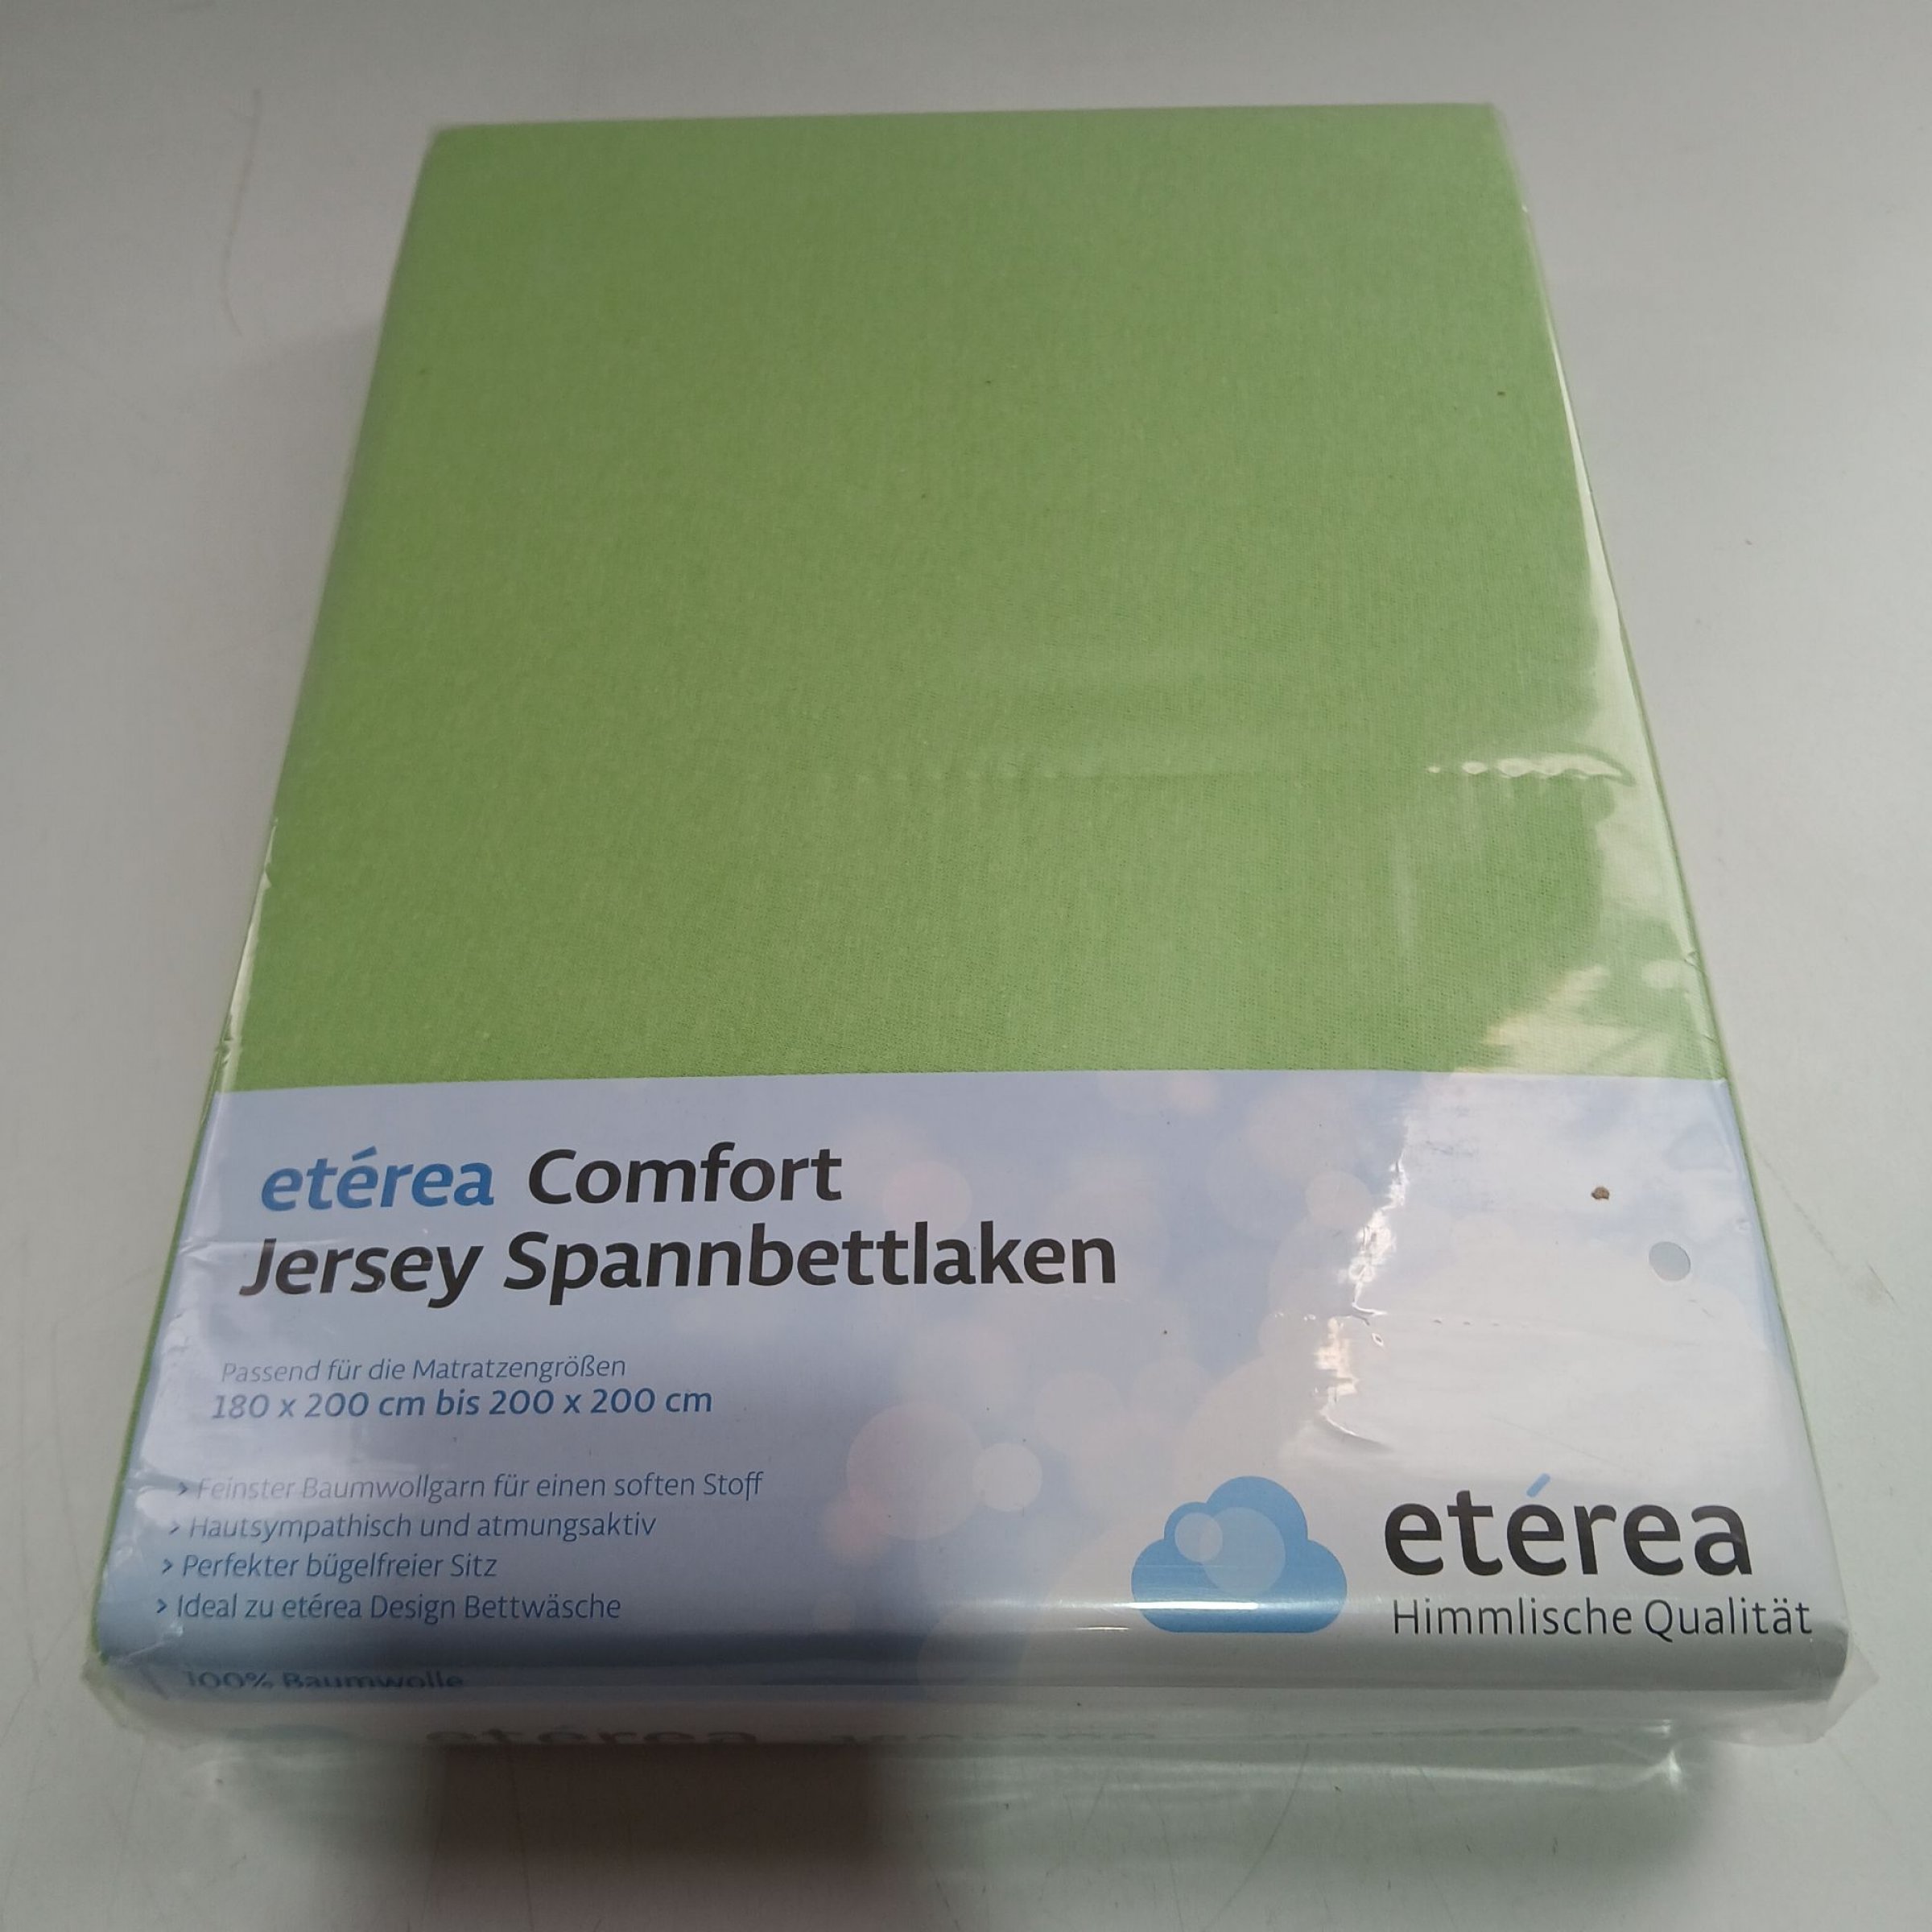 etérea Comfort
Jersey Spannbettlaken
Passend für die Matratzengrößen
180 x 200 cm bis 200 x 200 cm
> Feinster Baumwollgarn für einen soften Stoff
> Hautsympathisch und atmungsaktiv
> Perfekter bügelfreier Sitz
> Ideal zu etérea Design Bettwäsche
etérea
Himmlische Qualität
100% Baumwolle
etérea